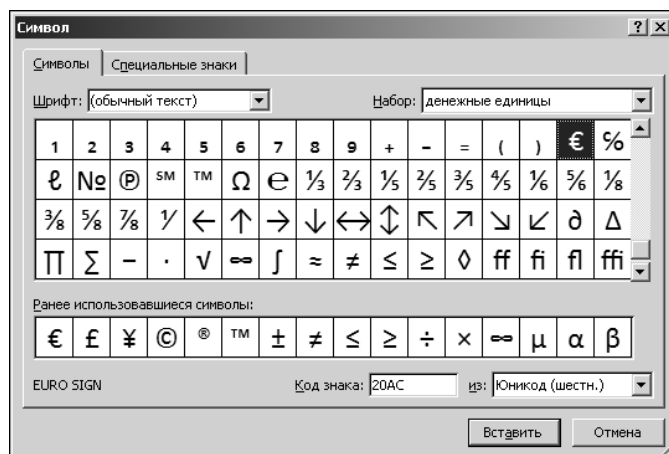 Символ
Символы Специальные знаки
Шрифт: (обычный текст) Набор: денежные единицы
1 2 3 4 5 6 7 8 9 + − = ( ) € ℅
ℓ № ℗ ℠ ™ Ω ℮ ⅓ ⅔ ⅕ ⅖ ⅗ ⅘ ⅙ ⅚ ⅛
⅜ ⅝ ⅞ ⅟ ← ↑ → ↓ ↔ ↕ ↖ ↗ ↘ ↙ ∂ ∆
∏ ∑ − ∙ √ ∞ ∫ ≈ ≠ ≤ ≥ ◊ ff fi fl ffi
Ранее использовавшиеся символы:
€ £ ¥ © ® ™ ± ≠ ≤ ≥ ÷ × ∞ µ α β
EURO SIGN Код знака: 20AC из: Юникод (шестн.)
Вставить Отмена